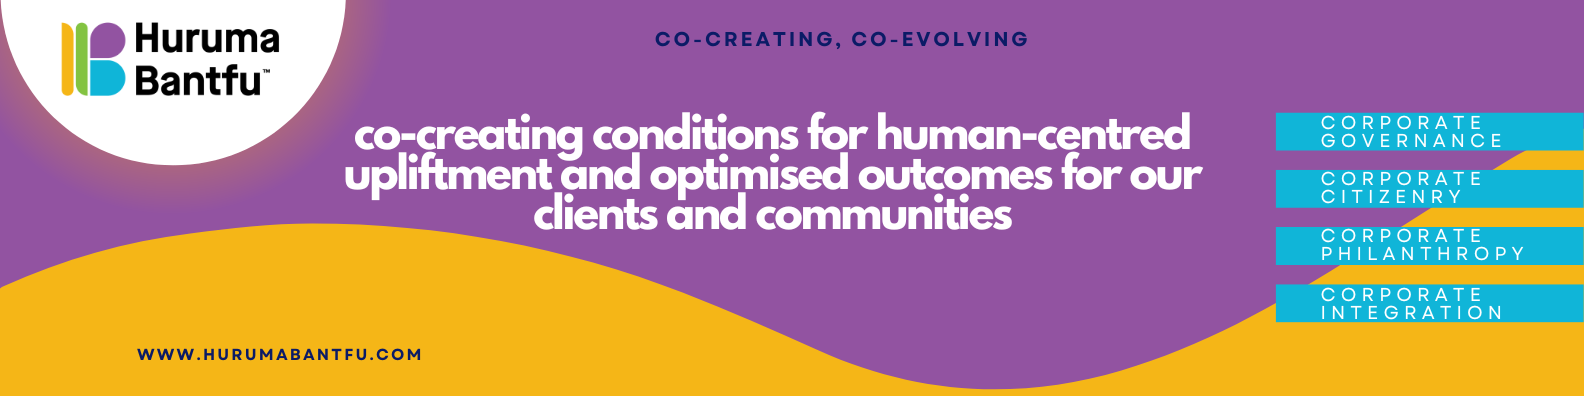 Huruma
Bantfu™
CO-CREATING, CO-EVOLVING
co-creating conditions for human-centred
upliftment and optimised outcomes for our
clients and communities
CORPORATE
GOVERNANCE
CORPORATE
CITIZENRY
CORPORATE
PHILANTHROPY
CORPORATE
INTEGRATION
WWW.HURUMABANTFU.COM